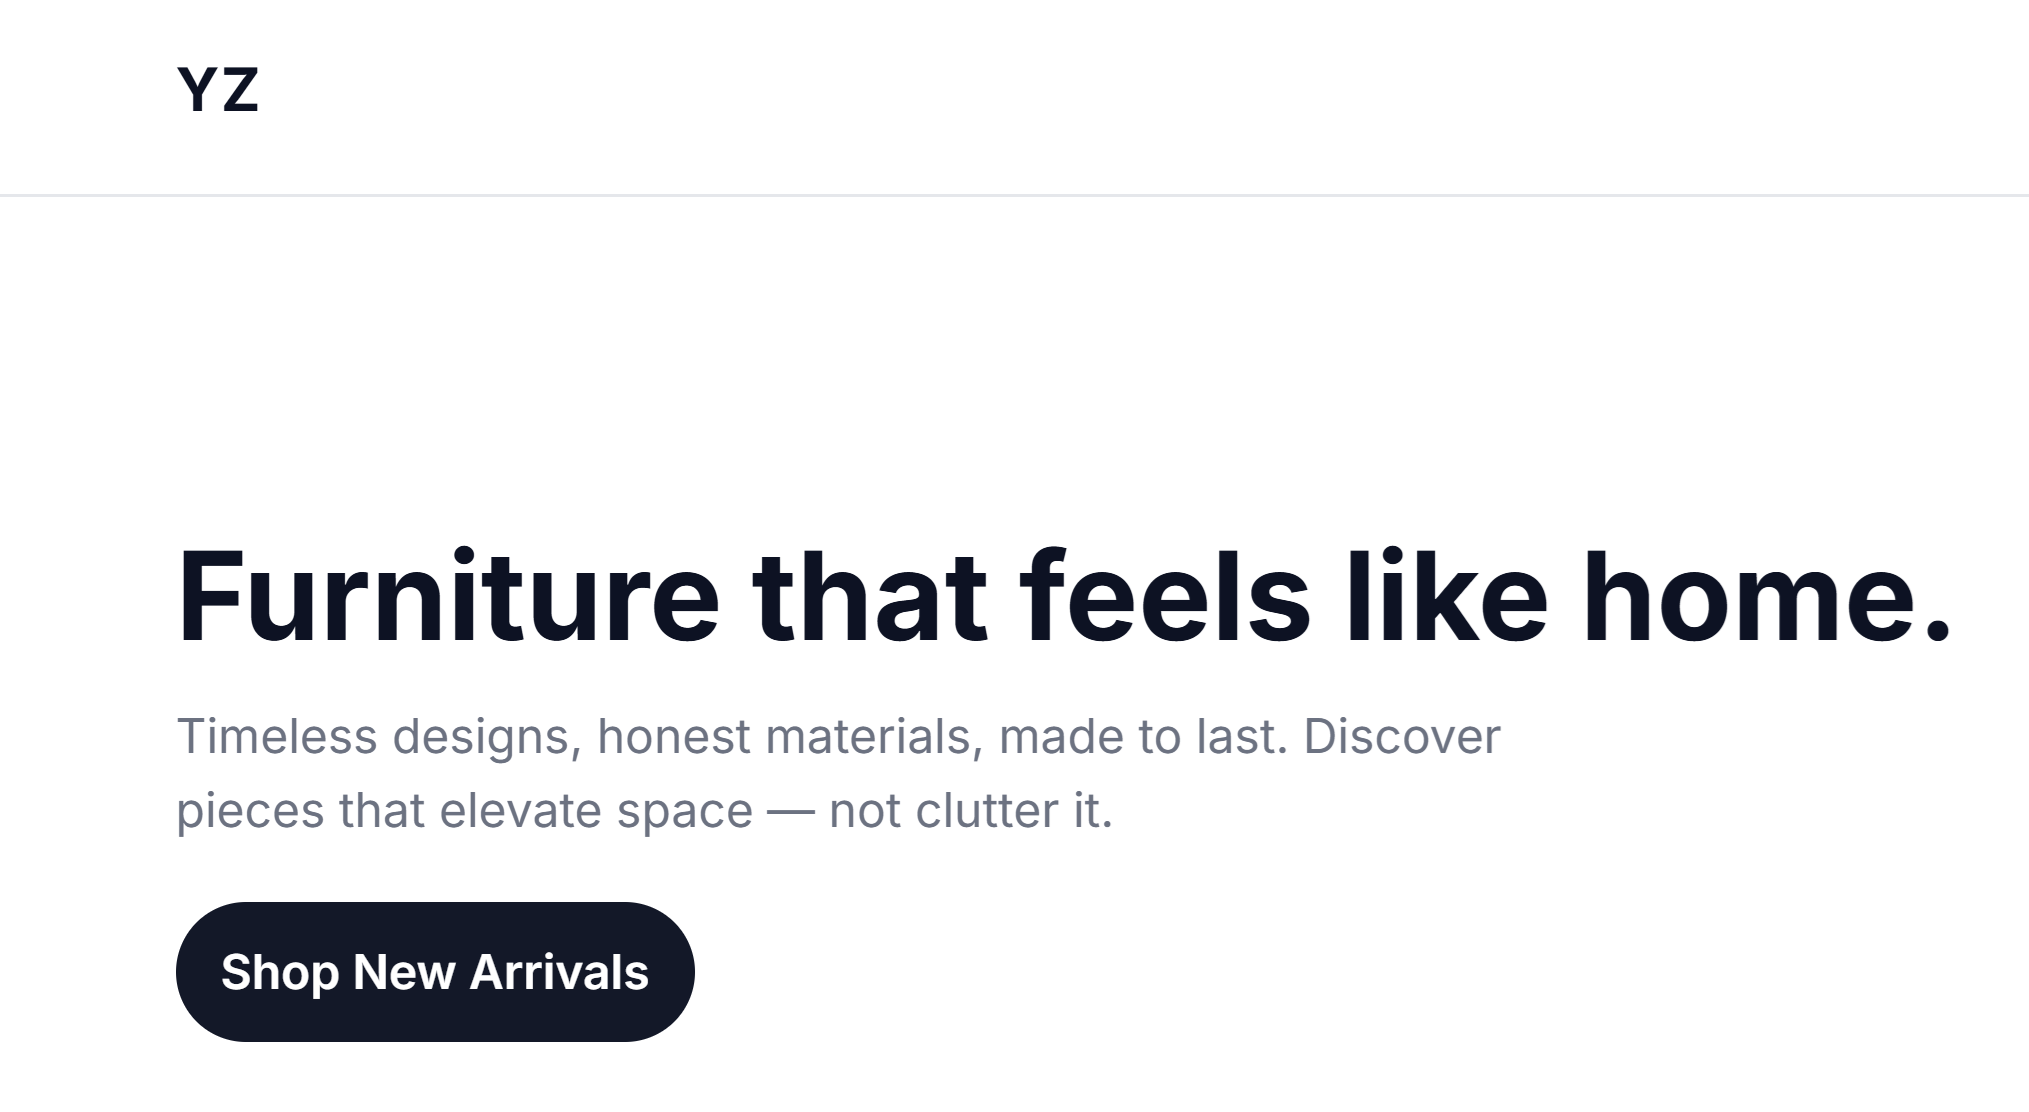 YZ
Furniture that feels like home.
Timeless designs, honest materials, made to last. Discover
pieces that elevate space — not clutter it.
Shop New Arrivals